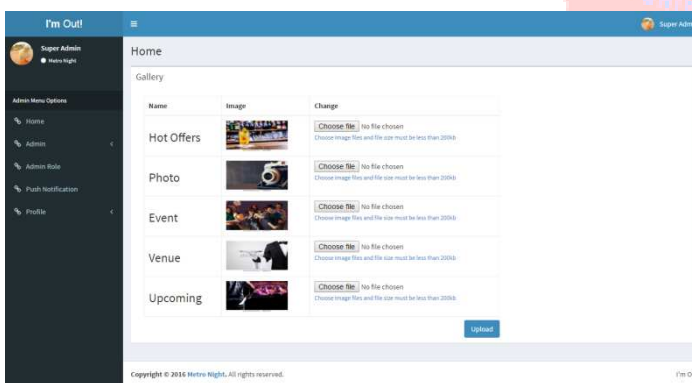 I'm Out!
Super Adm
Super Admin
Metro Night
Home
Gallery
Admin Menu Options
Home
Admin
Admin Role
Push Notification
Profile
Name Image Change
Hot Offers
Choose file No file chosen
Choose image files and file size must be less than 200kb
Photo
Choose file No file chosen
Choose image files and file size must be less than 200kb
Event
Choose file No file chosen
Choose image files and file size must be less than 200kb
Venue
Choose file No file chosen
Choose image files and file size must be less than 200kb
Upcoming
Choose file No file chosen
Choose image files and file size must be less than 200kb
Upload
Copyright © 2016 Metro Night. All rights reserved.
I'm O